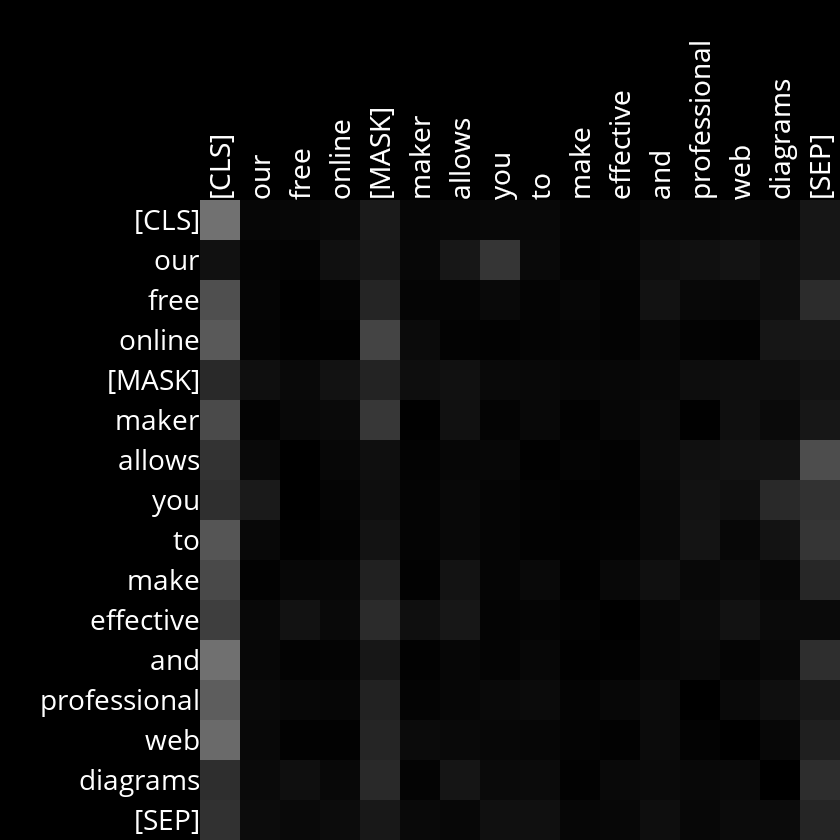 [CLS] our free online [MASK] maker allows you to make effective and professional web diagrams [SEP]
[CLS]
our
free
online
[MASK]
maker
allows
you
to
make
effective
and
professional
web
diagrams
[SEP]